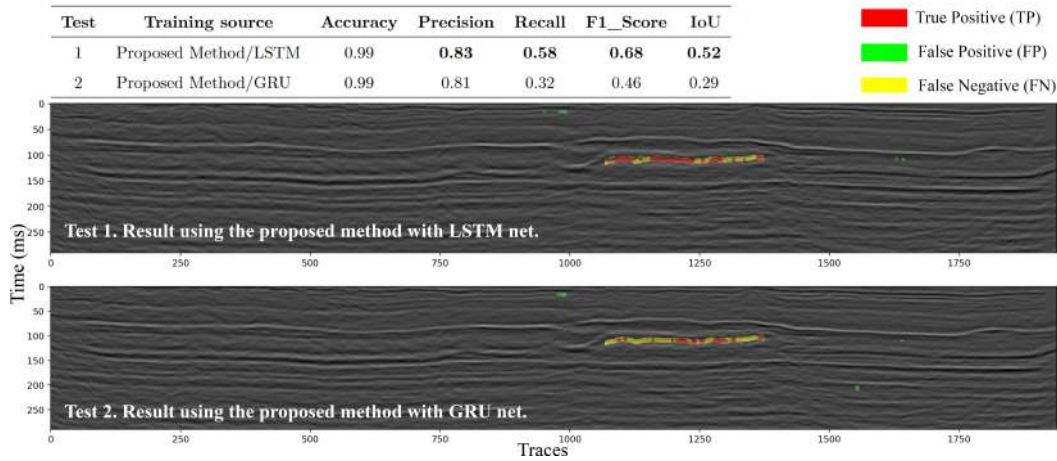 Test Training source Accuracy Precision Recall F1_Score IoU
1 Proposed Method/LSTM 0.99 0.83 0.58 0.68 0.52
2 Proposed Method/GRU 0.99 0.81 0.32 0.46 0.29
True Positive (TP)
False Positive (FP)
False Negative (FN)
Time (ms)
0
50
100
150
200
250
Test 1. Result using the proposed method with LSTM net.
0 250 500 750 1000 1250 1500 1750
0
50
100
150
200
250
Test 2. Result using the proposed method with GRU net.
0 250 500 750 1000 1250 1500 1750
Traces